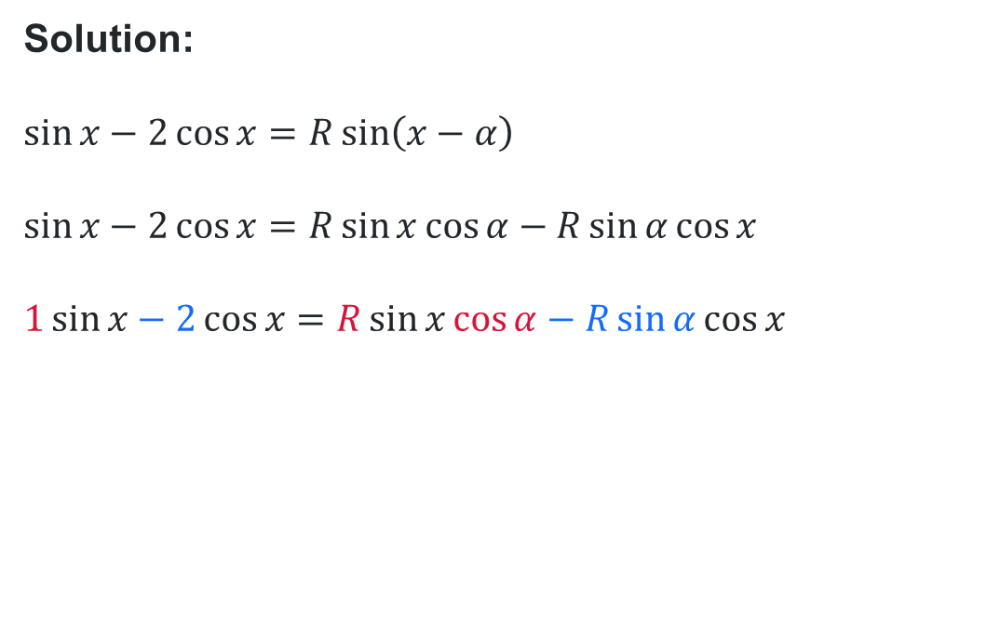 Solution:
sin x − 2 cos x = R sin(x − α)
sin x − 2 cos x = R sin x cos α − R sin α cos x
1 sin x − 2 cos x = R sin x cos α − R sin α cos x